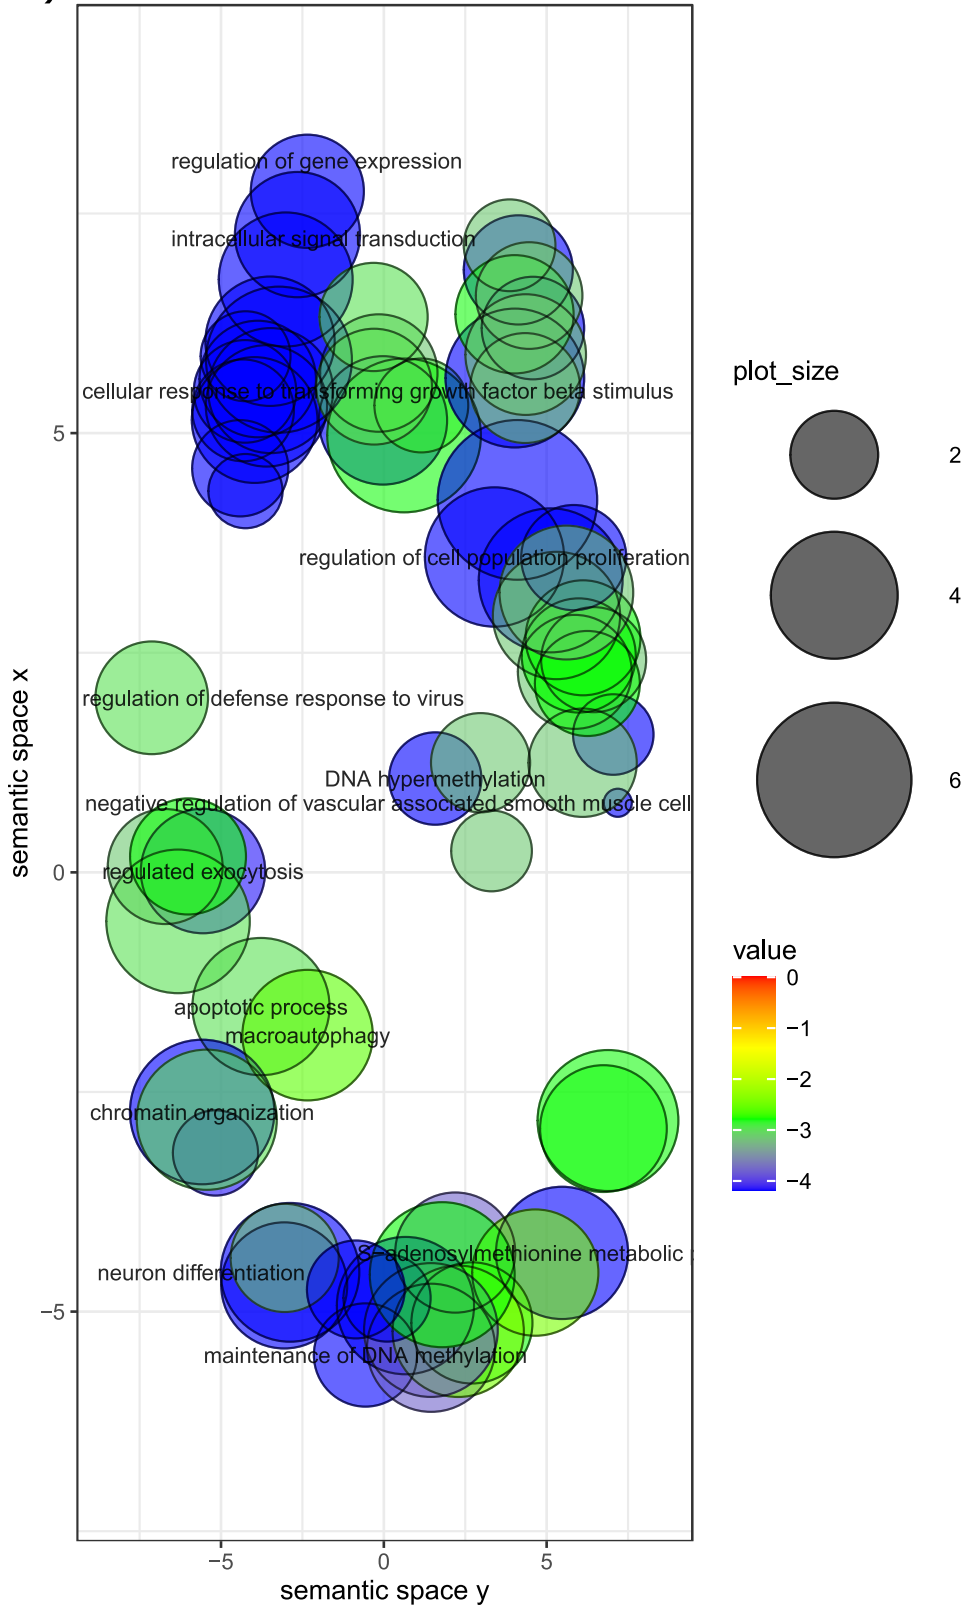 )
regulation of gene expression
intracellular signal transduction
cellular response to transforming growth factor beta stimulus
5
regulation of cell population proliferation
regulation of defense response to virus
DNA hypermethylation
negative regulation of vascular associated smooth muscle cell
0
regulated exocytosis
apoptotic process
macroautophagy
chromatin organization
S−adenosylmethionine metabolic
neuron differentiation
−5
maintenance of DNA methylation
−5 0 5
semantic space y
semantic space x
plot_size
2
4
6
value
0
−1
−2
−3
−4